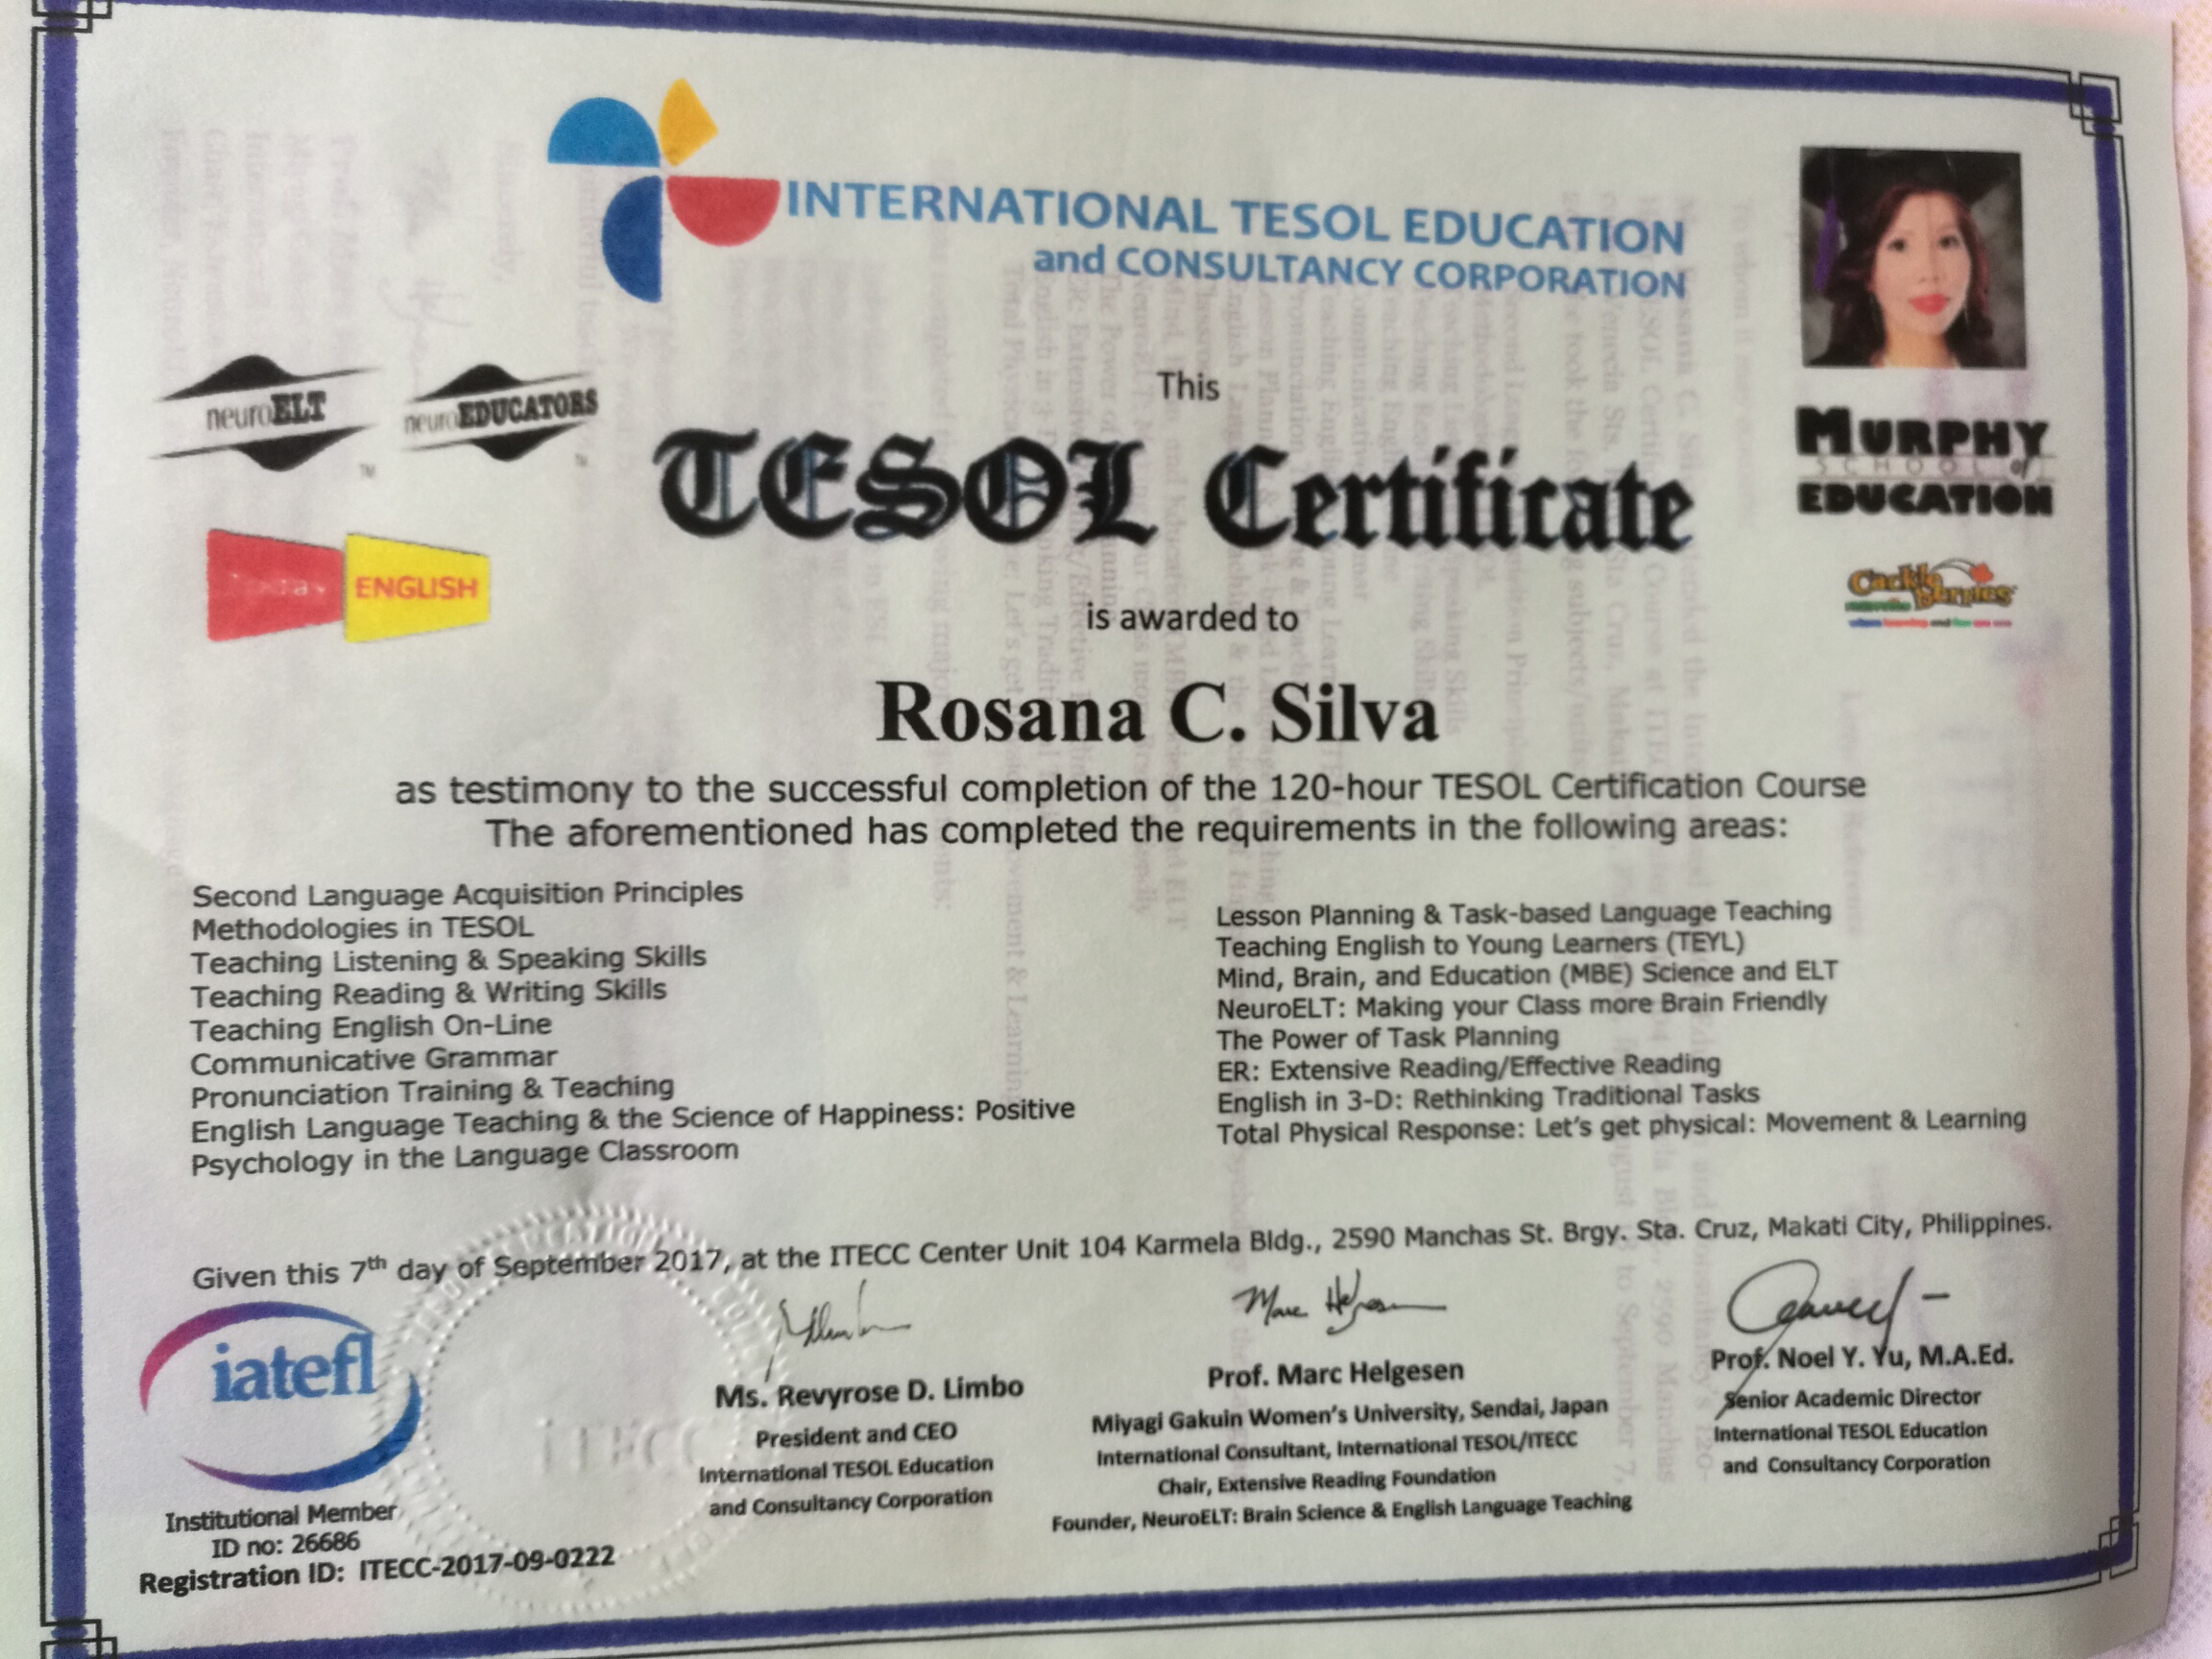 INTERNATIONAL TESOL EDUCATION
and CONSULTANCY CORPORATION
neuroELT
TM
neuroEDUCATORS
ENGLISH
MURPHY
SCHOOL of
EDUCATION
Cackle
Berries
This
TESOL Certificate
is awarded to
Rosana C. Silva
as testimony to the successful completion of the 120-hour TESOL Certification Course
The aforementioned has completed the requirements in the following areas:
Second Language Acquisition Principles
Methodologies in TESOL
Teaching Listening & Speaking Skills
Teaching Reading & Writing Skills
Teaching English On-Line
Communicative Grammar
Pronunciation Training & Teaching
English Language Teaching & the Science of Happiness: Positive
Psychology in the Language Classroom
Lesson Planning & Task-based Language Teaching
Teaching English to Young Learners (TEYL)
Mind, Brain, and Education (MBE) Science and ELT
NeuroELT: Making your Class more Brain Friendly
The Power of Task Planning
ER: Extensive Reading/Effective Reading
English in 3-D: Rethinking Traditional Tasks
Total Physical Response: Let's get physical: Movement & Learning
Given this 7th day of September 2017, at the ITECC Center Unit 104 Karmela Bldg., 2590 Manchas St. Brgy. Sta. Cruz, Makati City, Philippines.
iatefl
Institutional Member
ID no: 26686
Registration ID: ITECC-2017-09-0222
iTECC
Ms. Revyrose D. Limbo
President and CEO
International TESOL Education
and Consultancy Corporation
Marc Helgesen
Prof. Marc Helgesen
Miyagi Gakuin Women's University, Sendai, Japan
International Consultant, International TESOL/ITECC
Chair, Extensive Reading Foundation
Founder, NeuroELT: Brain Science & English Language Teaching
Prof. Noel Y. Yu, M.A.Ed.
Senior Academic Director
International TESOL Education
and Consultancy Corporation